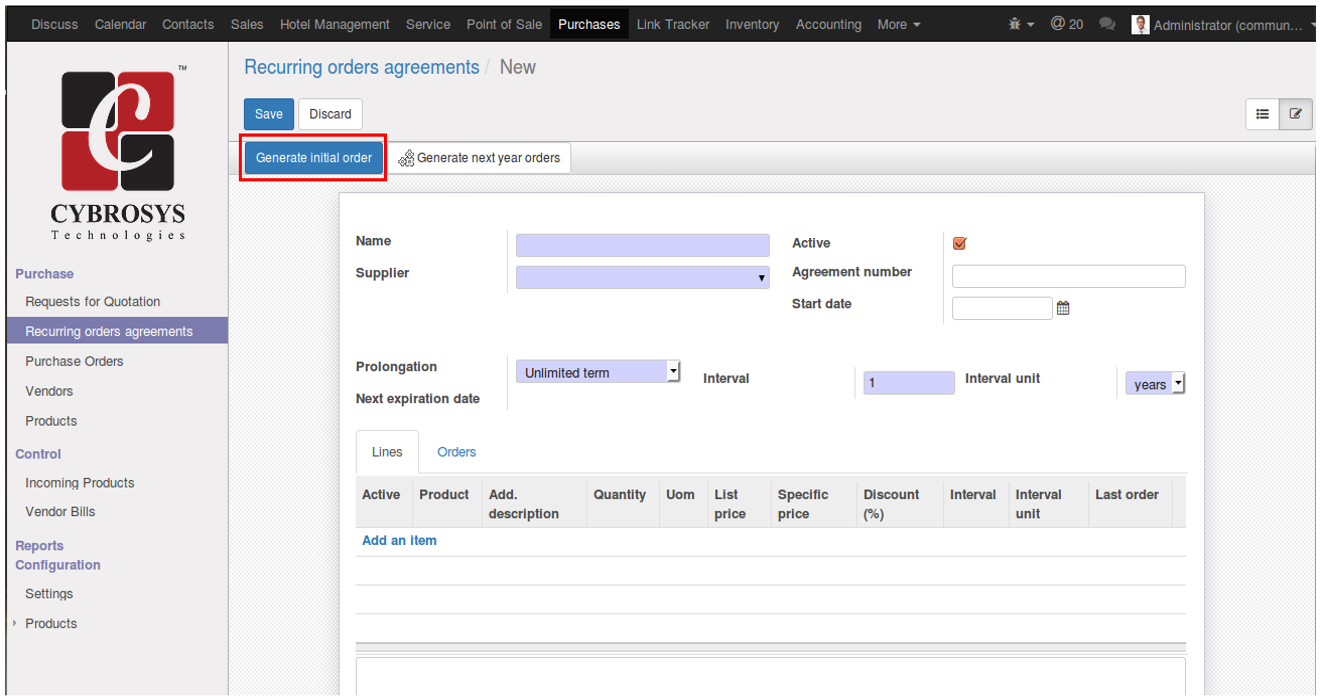 Discuss Calendar Contacts Sales Hotel Management Service Point of Sale Purchases Link Tracker Inventory Accounting More @ 20 Administrator (commun...
TM
C
CYBROSYS
Technologies
Purchase
Requests for Quotation
Recurring orders agreements
Purchase Orders
Vendors
Products
Control
Incoming Products
Vendor Bills
Reports
Configuration
Settings
Products
Recurring orders agreements / New
Save Discard
Generate initial order Generate next year orders
Name
Supplier
Active
Agreement number
Start date
Prolongation Unlimited term Interval 1 Interval unit years
Next expiration date
Lines Orders
Active Product Add. description Quantity Uom List price Specific price Discount (%) Interval Interval unit Last order
Add an item